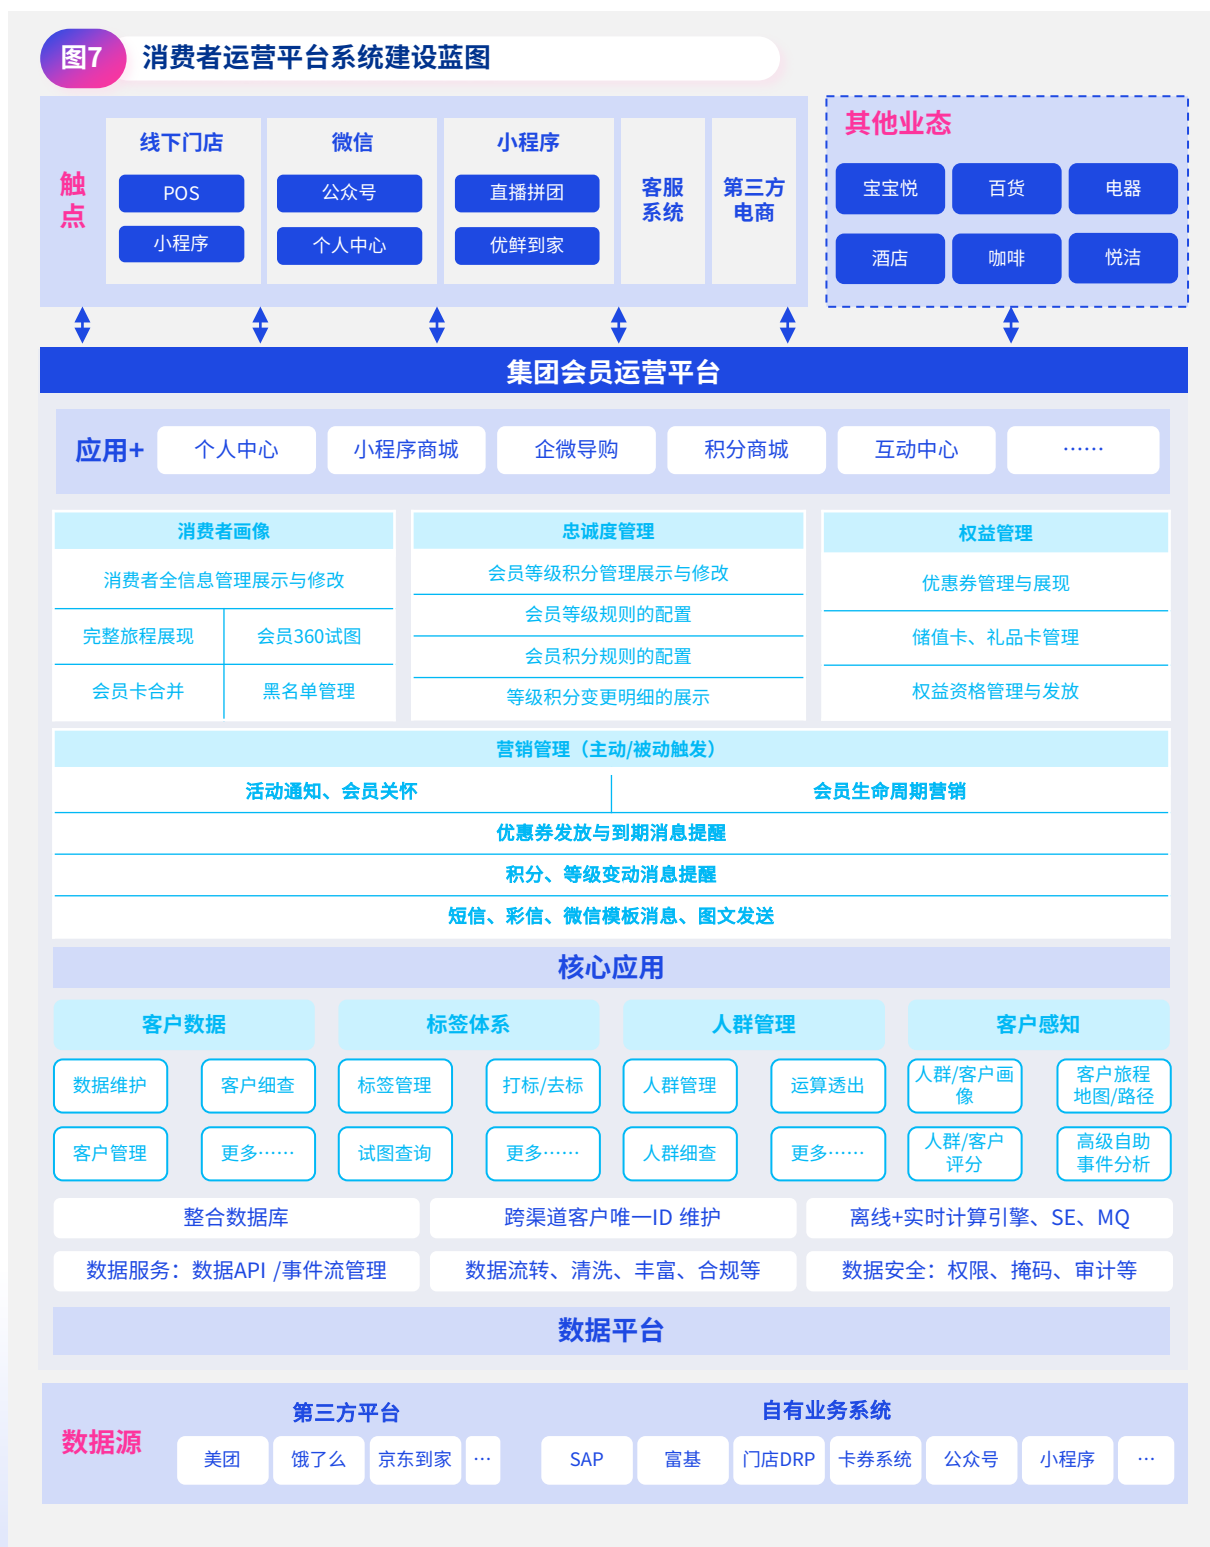 图7 消费者运营平台系统建设蓝图
触点
线下门店
POS
小程序
微信
公众号
个人中心
小程序
直播拼团
优鲜到家
客服
系统
第三方
电商
其他业态
宝宝悦 百货 电器
酒店 咖啡 悦洁
集团会员运营平台
应用+ 个人中心 小程序商城 企微导购 积分商城 互动中心 ……
消费者画像
消费者全信息管理展示与修改
完整旅程展现 会员360试图
会员卡合并 黑名单管理
忠诚度管理
会员等级积分管理展示与修改
会员等级规则的配置
会员积分规则的配置
等级积分变更明细的展示
权益管理
优惠券管理与展现
储值卡、礼品卡管理
权益资格管理与发放
营销管理（主动/被动触发）
活动通知、会员关怀 会员生命周期营销
优惠券发放与到期消息提醒
积分、等级变动消息提醒
短信、彩信、微信模板消息、图文发送
核心应用
客户数据
数据维护 客户细查
客户管理 更多……
标签体系
标签管理 打标/去标
试图查询 更多……
人群管理
人群管理 运算透出
人群细查 更多……
客户感知
人群/客户画
像
客户旅程
地图/路径
人群/客户
评分
高级自助
事件分析
整合数据库 跨渠道客户唯一ID 维护 离线+实时计算引擎、SE、MQ
数据服务：数据API /事件流管理 数据流转、清洗、丰富、合规等 数据安全：权限、掩码、审计等
数据平台
数据源
第三方平台
美团 饿了么 京东到家 …
自有业务系统
SAP 富基 门店DRP 卡券系统 公众号 小程序 …